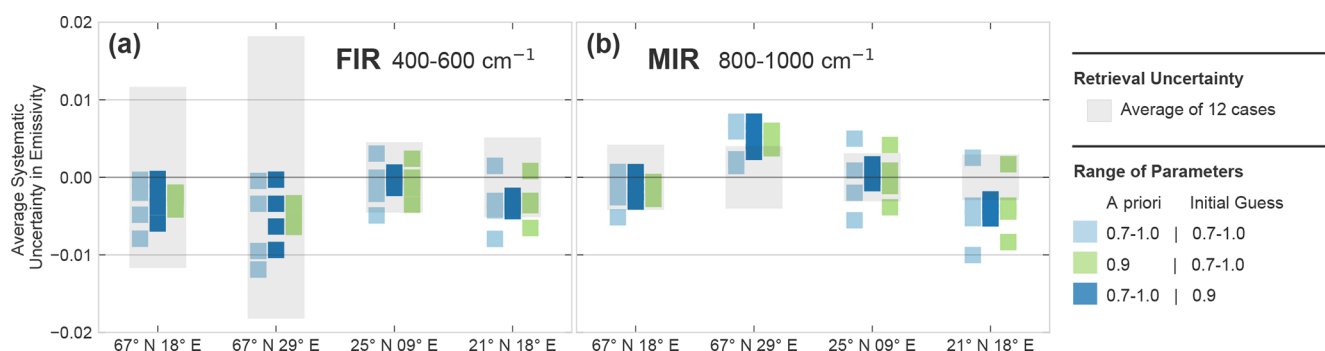 Average Systematic
Uncertainty in Emissivity
0.02
0.01
0.00
−0.01
−0.02
(a)
FIR 400-600 cm⁻¹
67° N 18° E 67° N 29° E 25° N 09° E 21° N 18° E
(b)
MIR 800-1000 cm⁻¹
67° N 18° E 67° N 29° E 25° N 09° E 21° N 18° E
Retrieval Uncertainty
Average of 12 cases
Range of Parameters
A priori Initial Guess
0.7-1.0 | 0.7-1.0
0.9 | 0.7-1.0
0.7-1.0 | 0.9